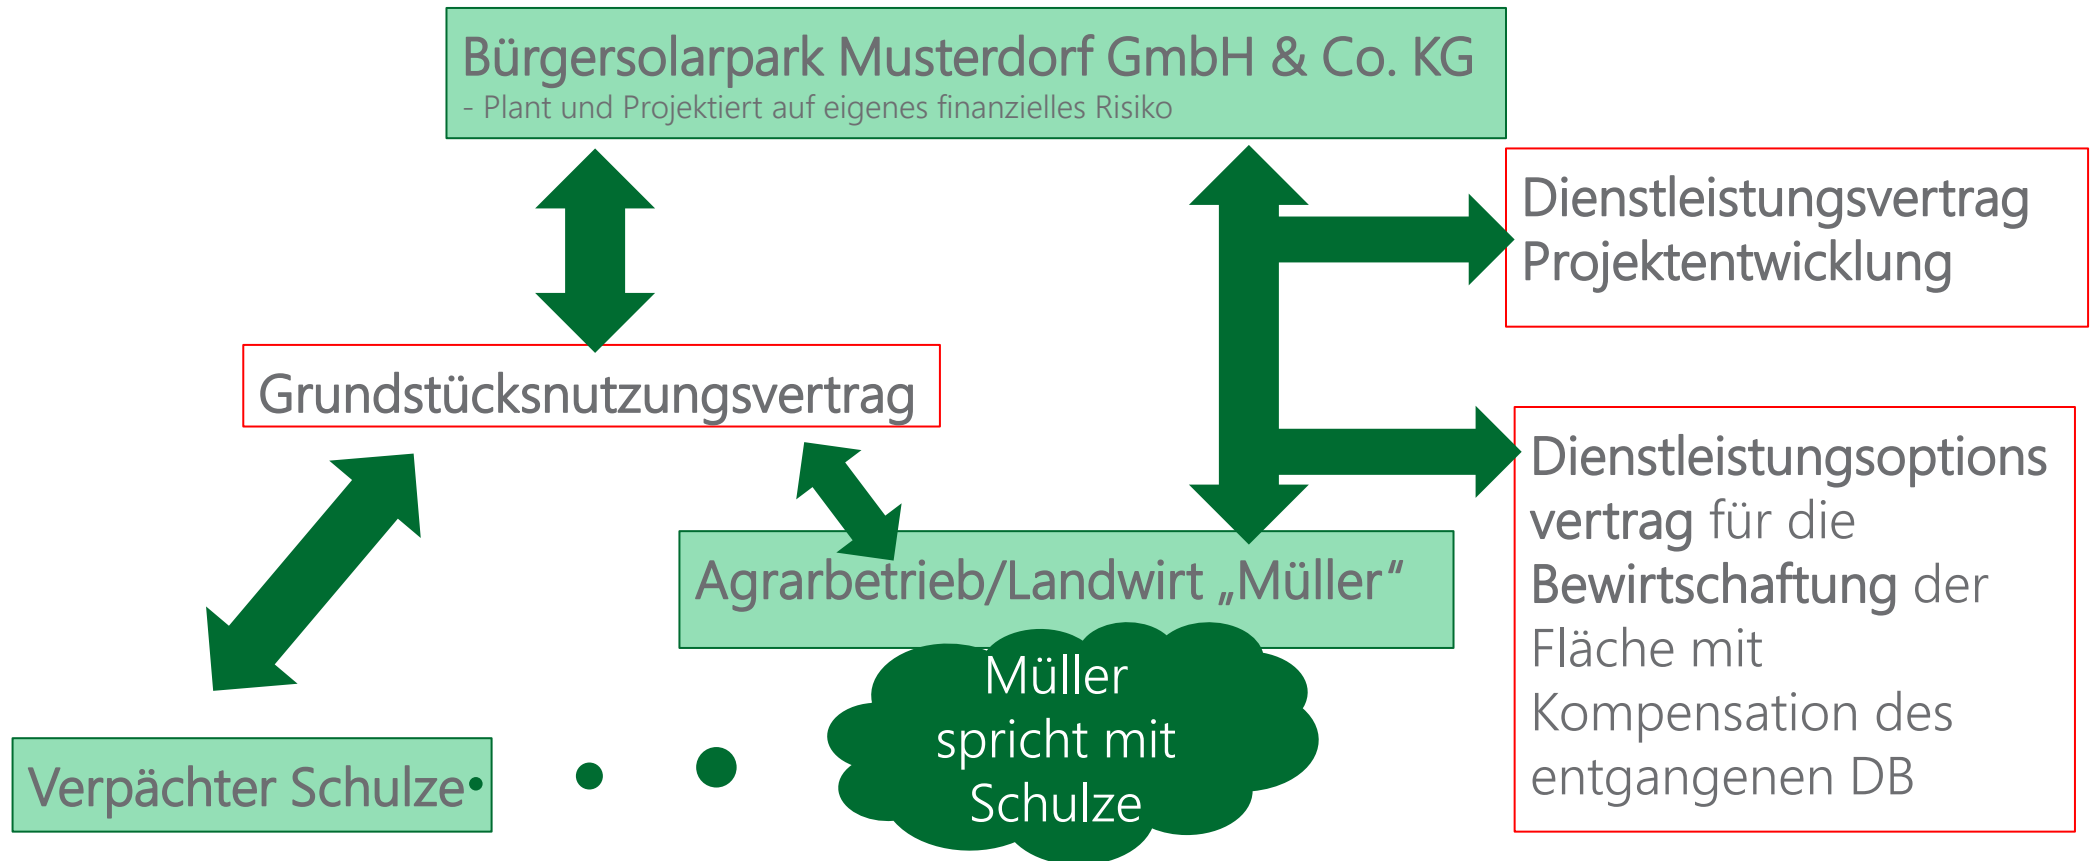 Bürgersolarpark Musterdorf GmbH & Co. KG
- Plant und Projektiert auf eigenes finanzielles Risiko
Dienstleistungsvertrag
Projektentwicklung
Grundstücksnutzungsvertrag
Dienstleistungsoptions
vertrag für die
Bewirtschaftung der
Fläche mit
Kompensation des
entgangenen DB
Agrarbetrieb/Landwirt „Müller“
Müller
spricht mit
Schulze
Verpächter Schulze